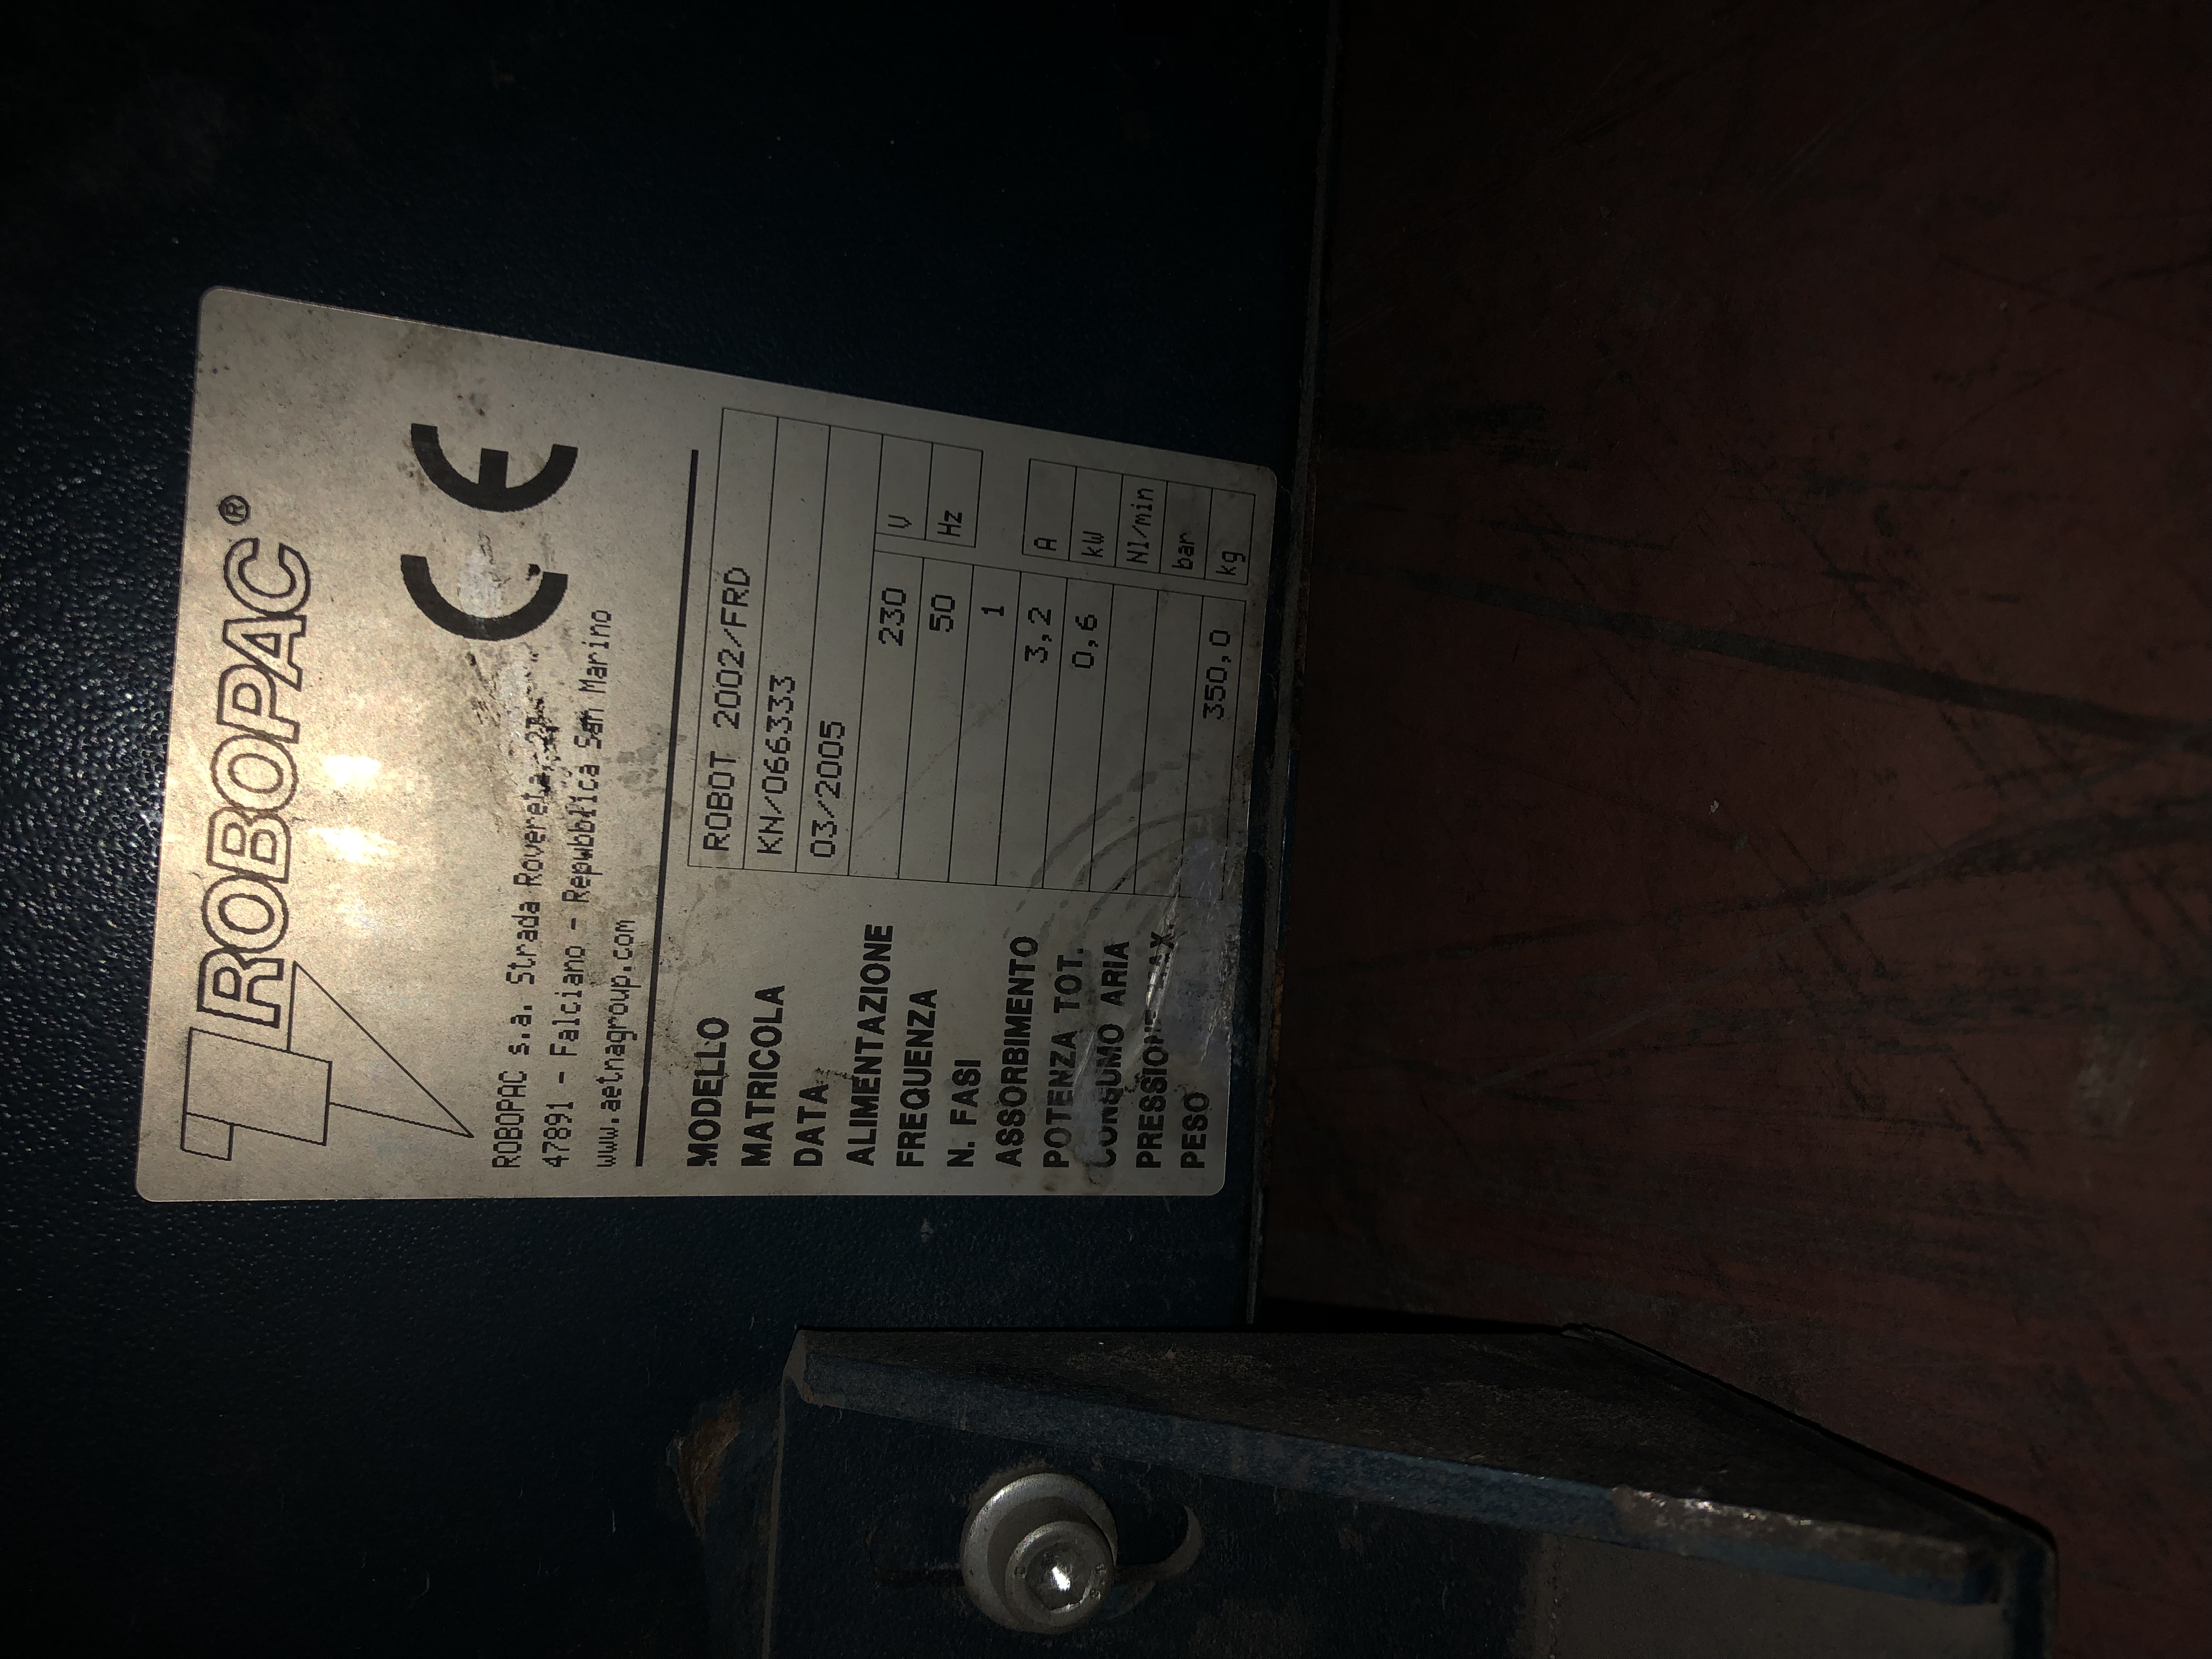 ROBOPAC®
CE
ROBOPAC s.a. Strada Rovereta, 27
47891 - Falciano - Repubblica San Marino
www.aetnagroup.com
MODELLO ROBOT 2002/FRD
MATRICOLA KN/066333
DATA 03/2005
ALIMENTAZIONE 230 V
FREQUENZA 50 Hz
N. FASI 1
ASSORBIMENTO 3,2 A
POTENZA TOT. 0,6 kW
CONSUMO ARIA Nl/min
PRESSIONE MAX. bar
PESO 350,0 kg